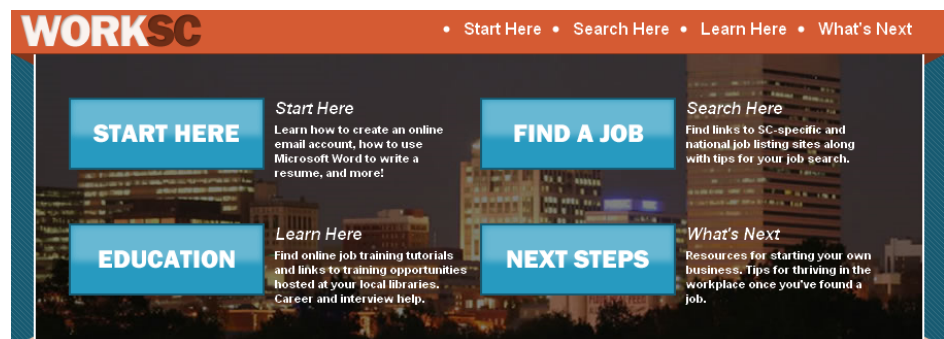 WORKSC
• Start Here • Search Here • Learn Here • What's Next
START HERE
Start Here
Learn how to create an online
email account, how to use
Microsoft Word to write a
resume, and more!
FIND A JOB
Search Here
Find links to SC-specific and
national job listing sites along
with tips for your job search.
EDUCATION
Learn Here
Find online job training tutorials
and links to training opportunities
hosted at your local libraries.
Career and interview help.
NEXT STEPS
What's Next
Resources for starting your own
business. Tips for thriving in the
workplace once you've found a
job.